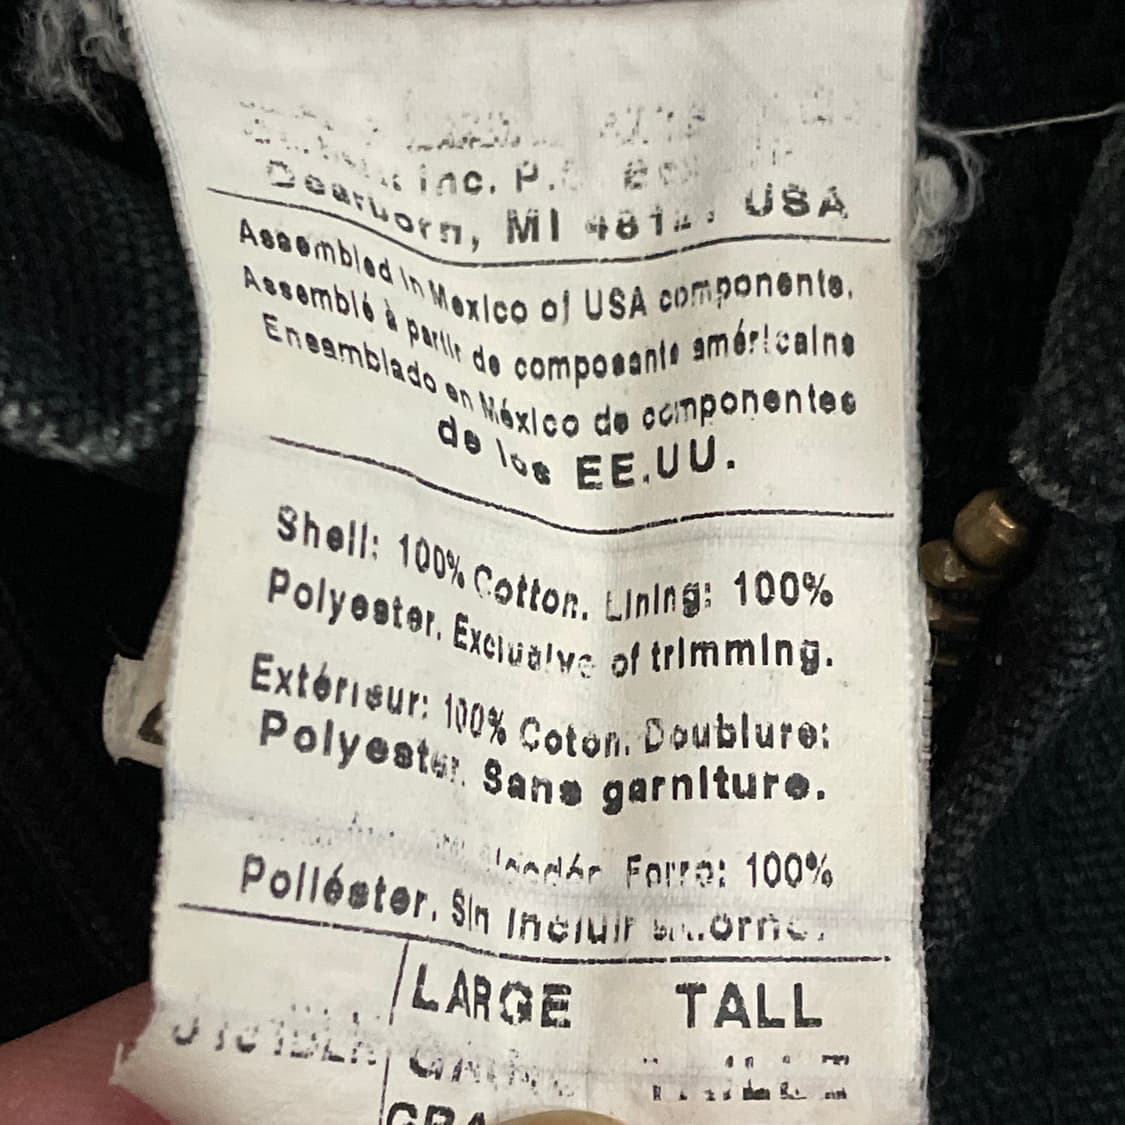 Inc. P.
Dearborn, MI USA
Assembled in Mexico of USA components.
Assemblé à partir de composants américains
Ensamblado en México de componentes
de los EE.UU.
Shell: 100% Cotton. Lining: 100%
Polyester. Exclusive of trimming.
Extérieur: 100% Coton. Doublure:
Polyester. Sans garniture.
Forro: 100%
Poliéster. Sin incluir
LARGE TALL